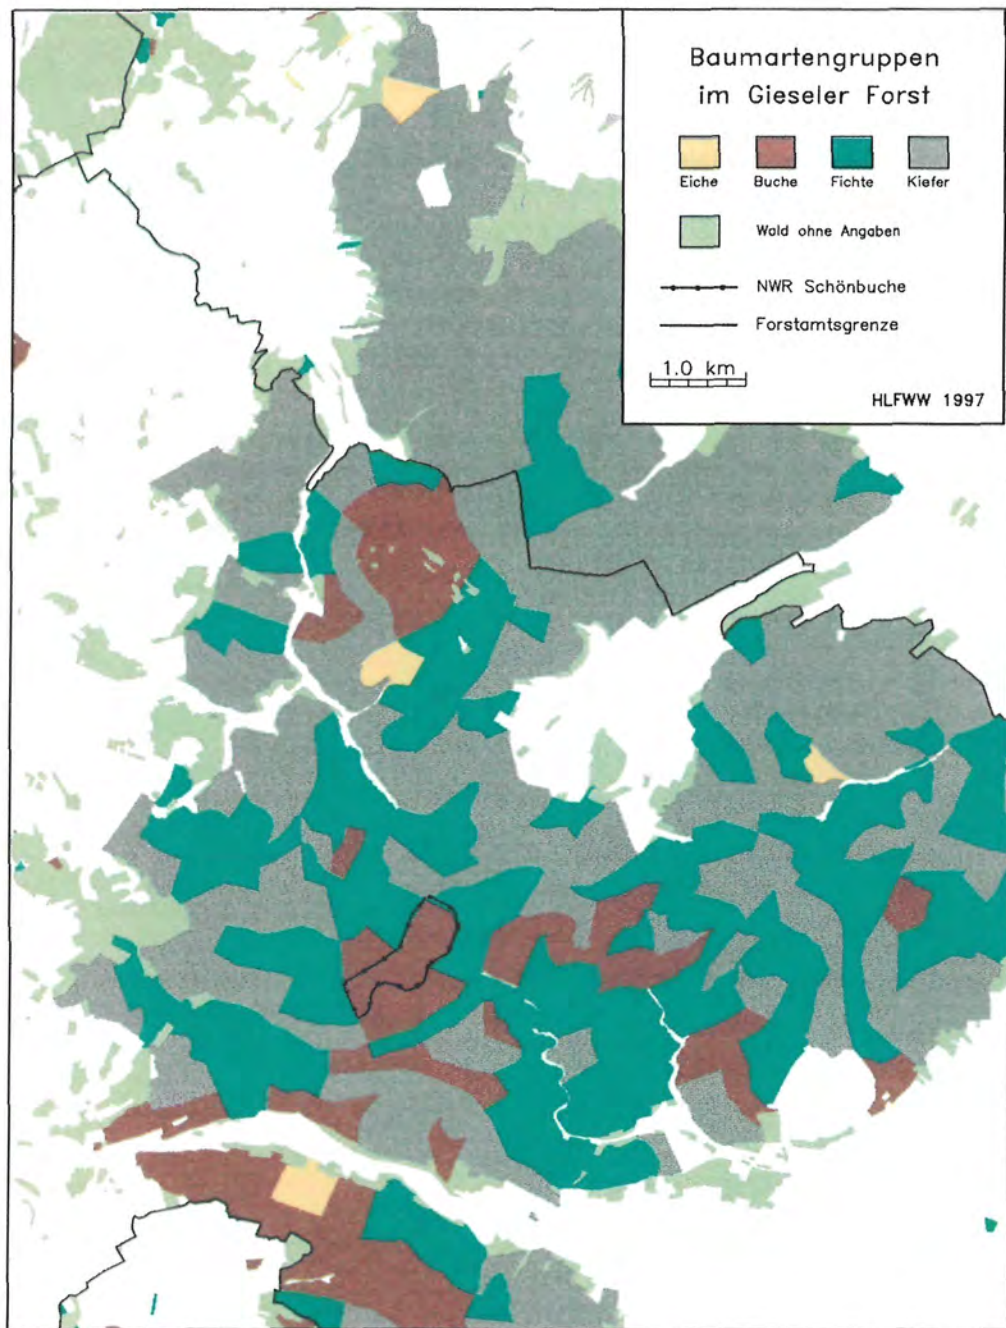 Baumartengruppen
im Gieseler Forst
Eiche Buche Fichte Kiefer
Wald ohne Angaben
NWR Schönbuche
Forstamtsgrenze
1.0 km
HLFWW 1997